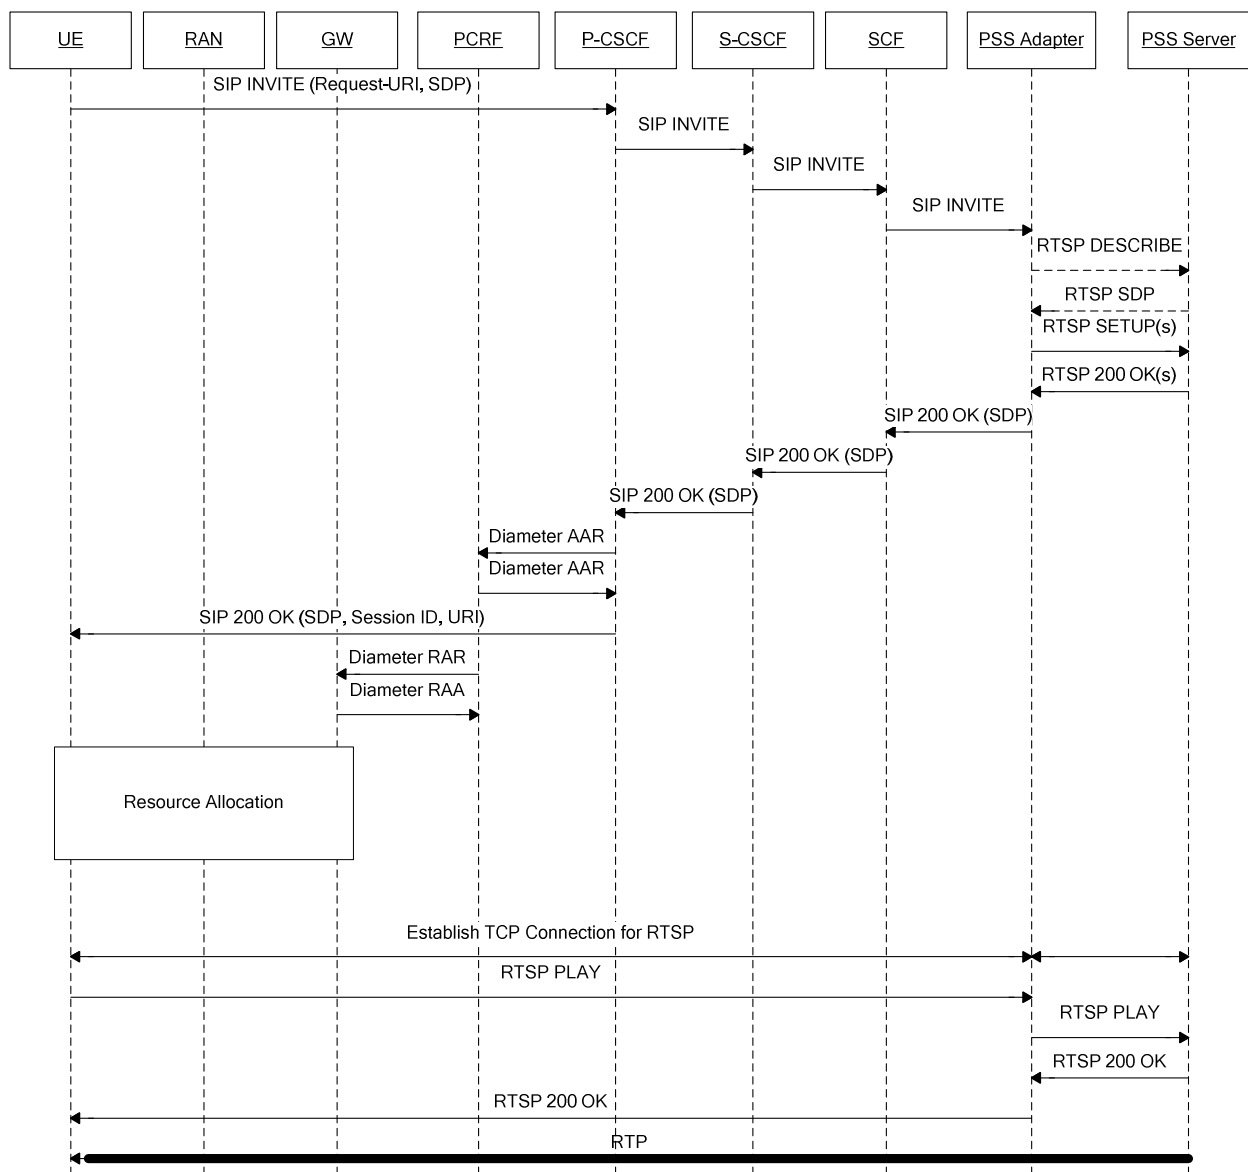 UE
RAN
GW
PCRF
P-CSCF
S-CSCF
SCF
PSS Adapter
PSS Server
SIP INVITE (Request-URI, SDP)
SIP INVITE
SIP INVITE
SIP INVITE
RTSP DESCRIBE
RTSP SDP
RTSP SETUP(s)
RTSP 200 OK(s)
SIP 200 OK (SDP)
SIP 200 OK (SDP)
SIP 200 OK (SDP)
Diameter AAR
Diameter AAR
SIP 200 OK (SDP, Session ID, URI)
Diameter RAR
Diameter RAA
Resource Allocation
Establish TCP Connection for RTSP
RTSP PLAY
RTSP PLAY
RTSP 200 OK
RTSP 200 OK
RTP